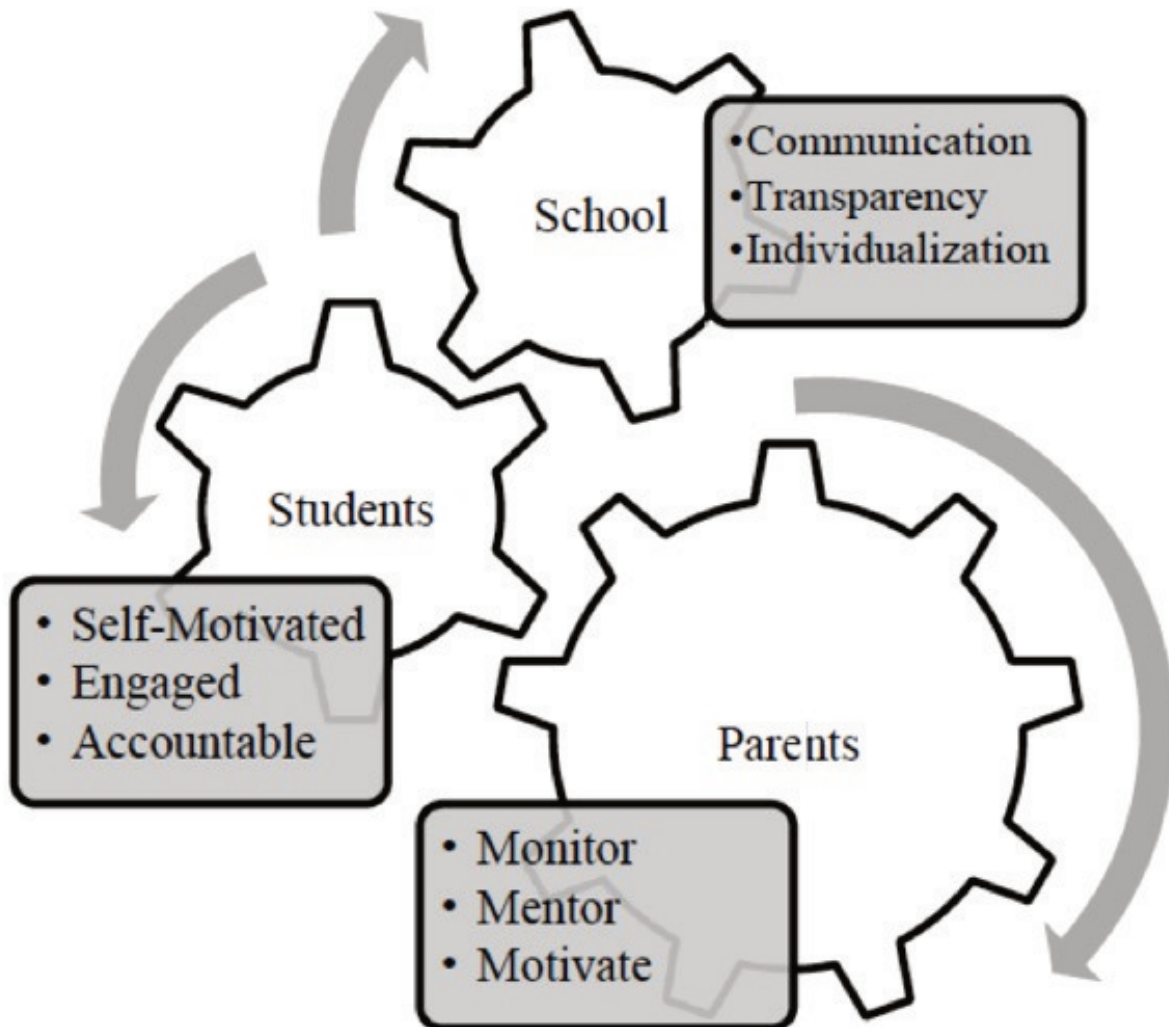 School
•Communication
•Transparency
•Individualization
Students
• Self-Motivated
• Engaged
• Accountable
Parents
• Monitor
• Mentor
• Motivate